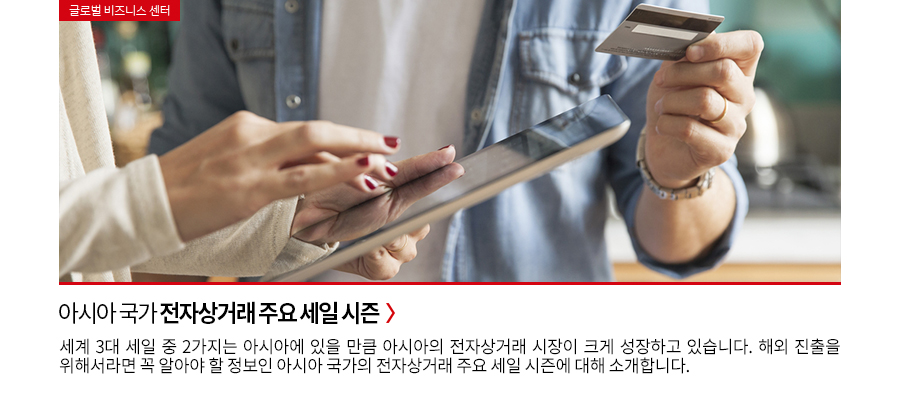 글로벌 비즈니스 센터
아시아 국가 전자상거래 주요 세일 시즌 >
세계 3대 세일 중 2가지는 아시아에 있을 만큼 아시아의 전자상거래 시장이 크게 성장하고 있습니다. 해외 진출을
위해서라면 꼭 알아야 할 정보인 아시아 국가의 전자상거래 주요 세일 시즌에 대해 소개합니다.